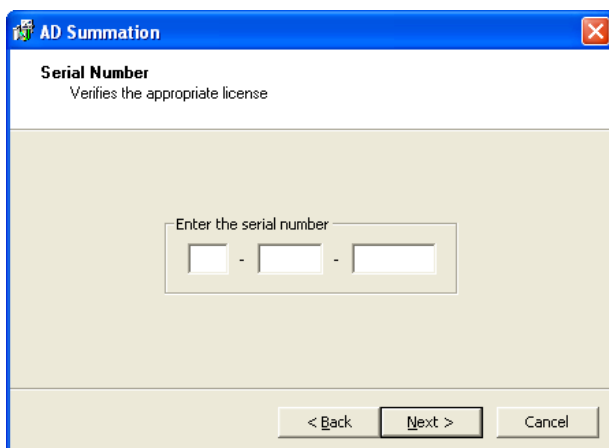 AD Summation
Serial Number
Verifies the appropriate license
Enter the serial number
- -
< Back Next > Cancel